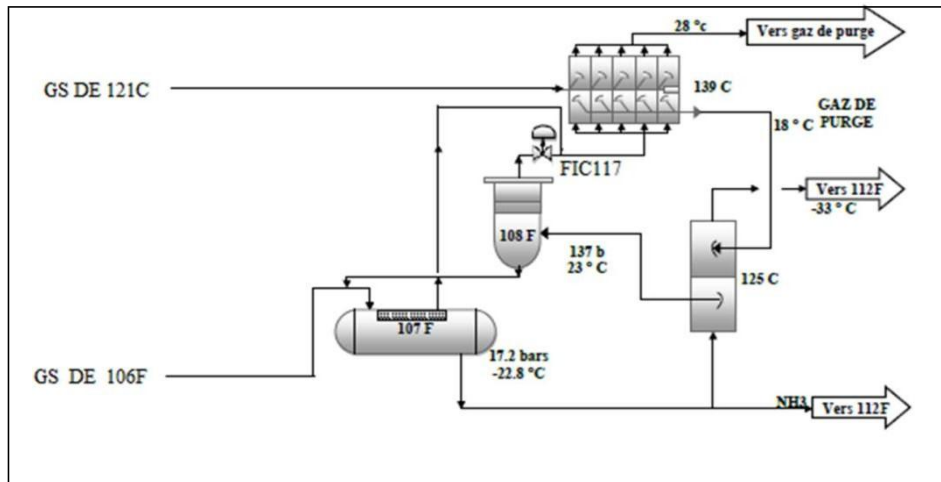 28 °c
Vers gaz de purge
GS DE 121C
139 C
GAZ DE
PURGE
18 ° C
FIC117
Vers 112F
-33 ° C
108 F
137 b
23 ° C
125 C
107 F
17.2 bars
-22.8 °C
GS DE 106F
NH3
Vers 112F